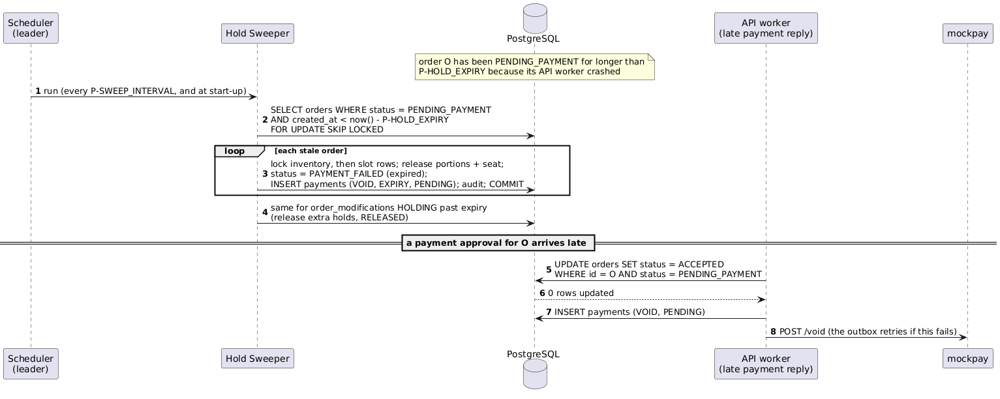 Scheduler
(leader)
Hold Sweeper
PostgreSQL
API worker
(late payment reply)
mockpay
order O has been PENDING_PAYMENT for longer than
P-HOLD_EXPIRY because its API worker crashed
1 run (every P-SWEEP_INTERVAL, and at start-up)
SELECT orders WHERE status = PENDING_PAYMENT
2 AND created_at < now() - P-HOLD_EXPIRY
FOR UPDATE SKIP LOCKED
loop [each stale order]
lock inventory, then slot rows; release portions + seat;
3 status = PAYMENT_FAILED (expired);
INSERT payments (VOID, EXPIRY, PENDING); audit; COMMIT
4 same for order_modifications HOLDING past expiry
(release extra holds, RELEASED)
a payment approval for O arrives late
5 UPDATE orders SET status = ACCEPTED
WHERE id = O AND status = PENDING_PAYMENT
6 0 rows updated
7 INSERT payments (VOID, PENDING)
8 POST /void (the outbox retries if this fails)
Scheduler
(leader)
Hold Sweeper
PostgreSQL
API worker
(late payment reply)
mockpay